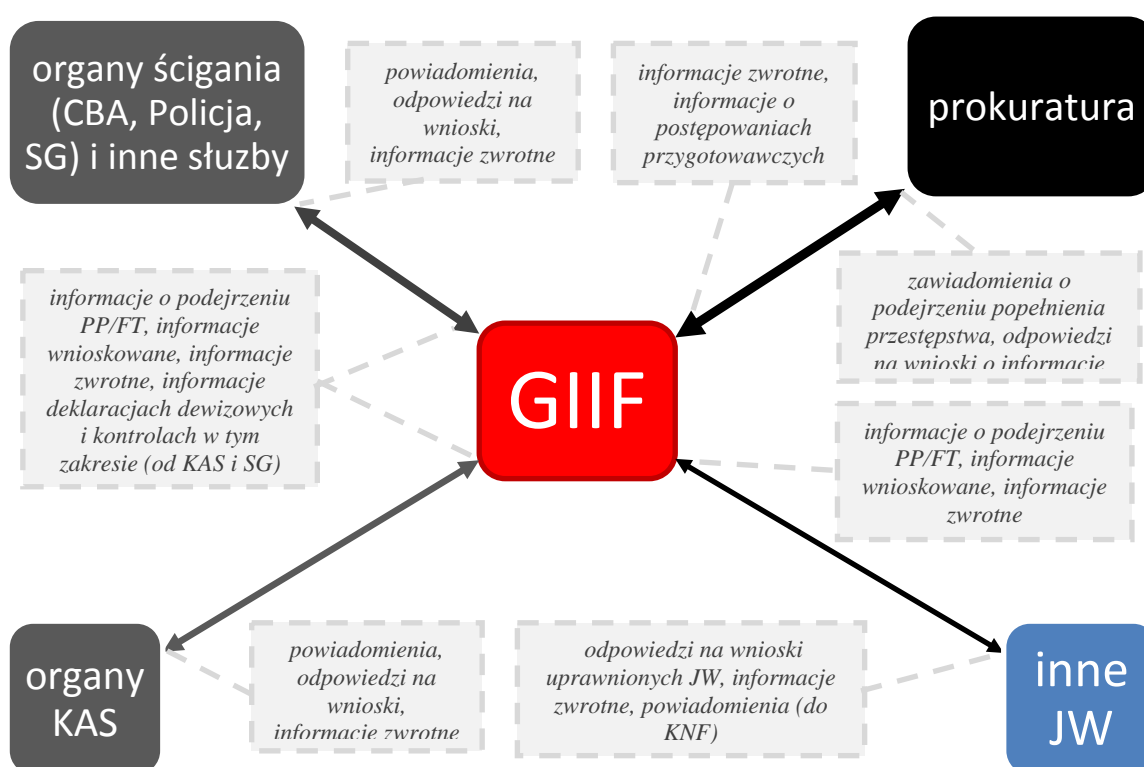 organy ścigania
(CBA, Policja,
SG) i inne słuzby
powiadomienia,
odpowiedzi na
wnioski,
informacje zwrotne
informacje zwrotne,
informacje o
postępowaniach
przygotowawczych
prokuratura
informacje o podejrzeniu
PP/FT, informacje
wnioskowane, informacje
zwrotne, informacje
deklaracjach dewizowych
i kontrolach w tym
zakresie (od KAS i SG)
GIIF
zawiadomienia o
podejrzeniu popełnienia
przestępstwa, odpowiedzi
na wnioski o informacje
informacje o podejrzeniu
PP/FT, informacje
wnioskowane, informacje
zwrotne
organy
KAS
powiadomienia,
odpowiedzi na
wnioski,
informacje zwrotne
odpowiedzi na wnioski
uprawnionych JW, informacje
zwrotne, powiadomienia (do
KNF)
inne
JW